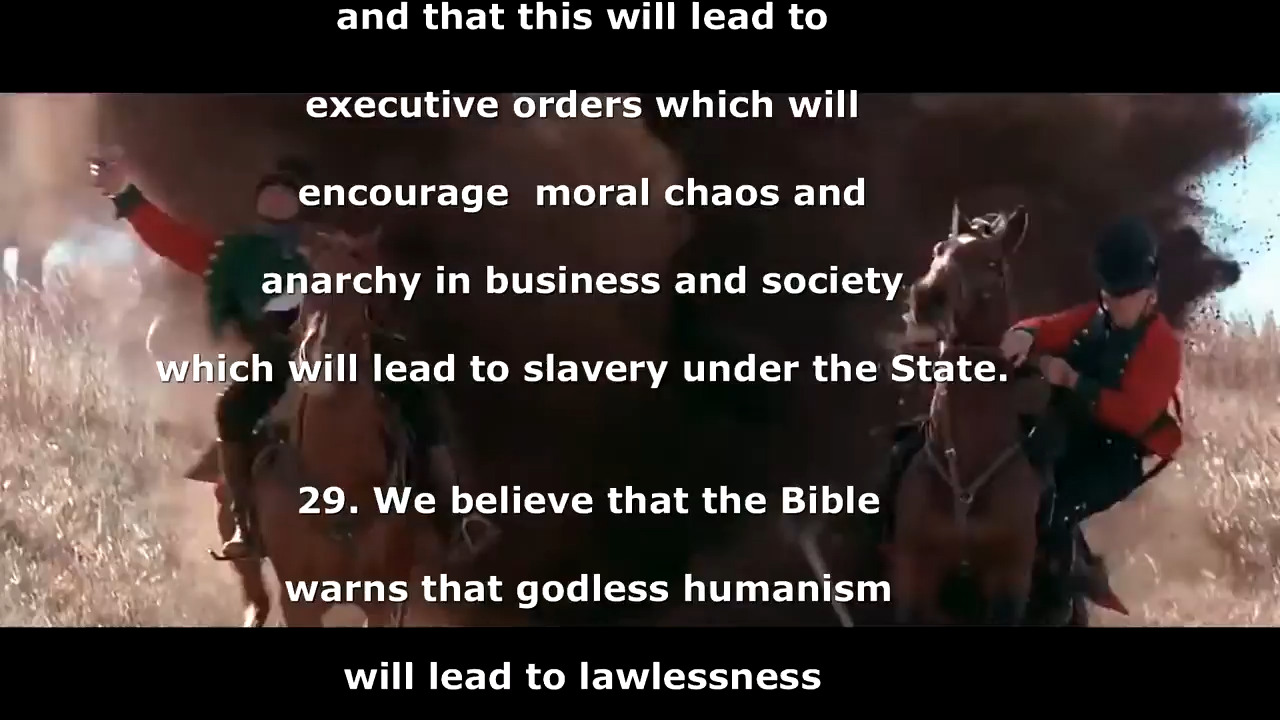 and that this will lead to
executive orders which will
encourage  moral chaos and
anarchy in business and society
which will lead to slavery under the State.
29. We believe that the Bible
warns that godless humanism
will lead to lawlessness